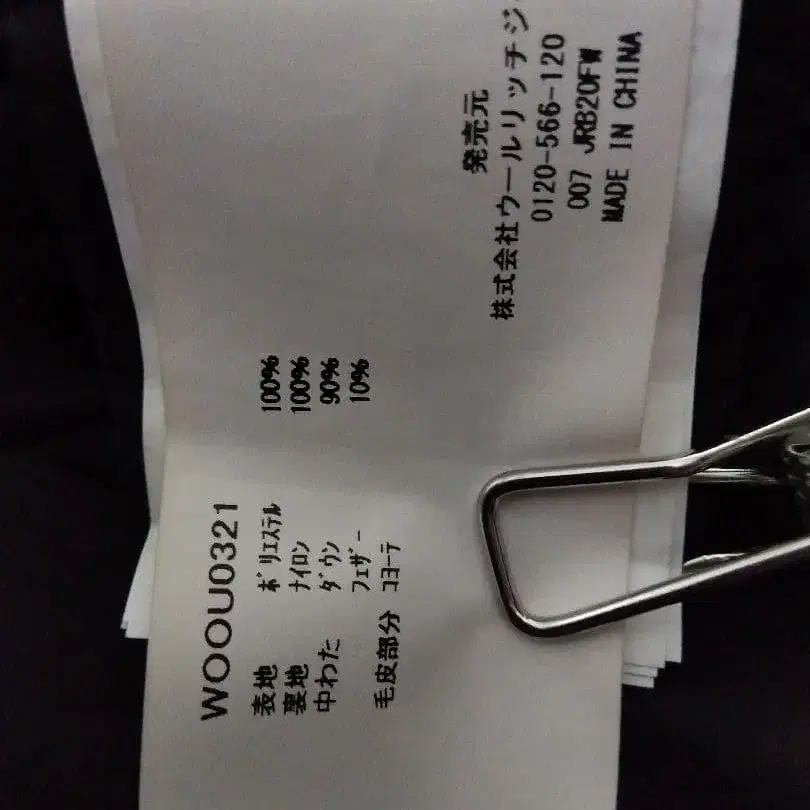 WOOU0321
表地 ポリエステル 100%
裏地 ナイロン 100%
中わた ダウン 90%
フェザー 10%
毛皮部分 コヨーテ
発売元
株式会社ウールリッチジ
0120-566-120
007 JRB20FW
MADE IN CHINA